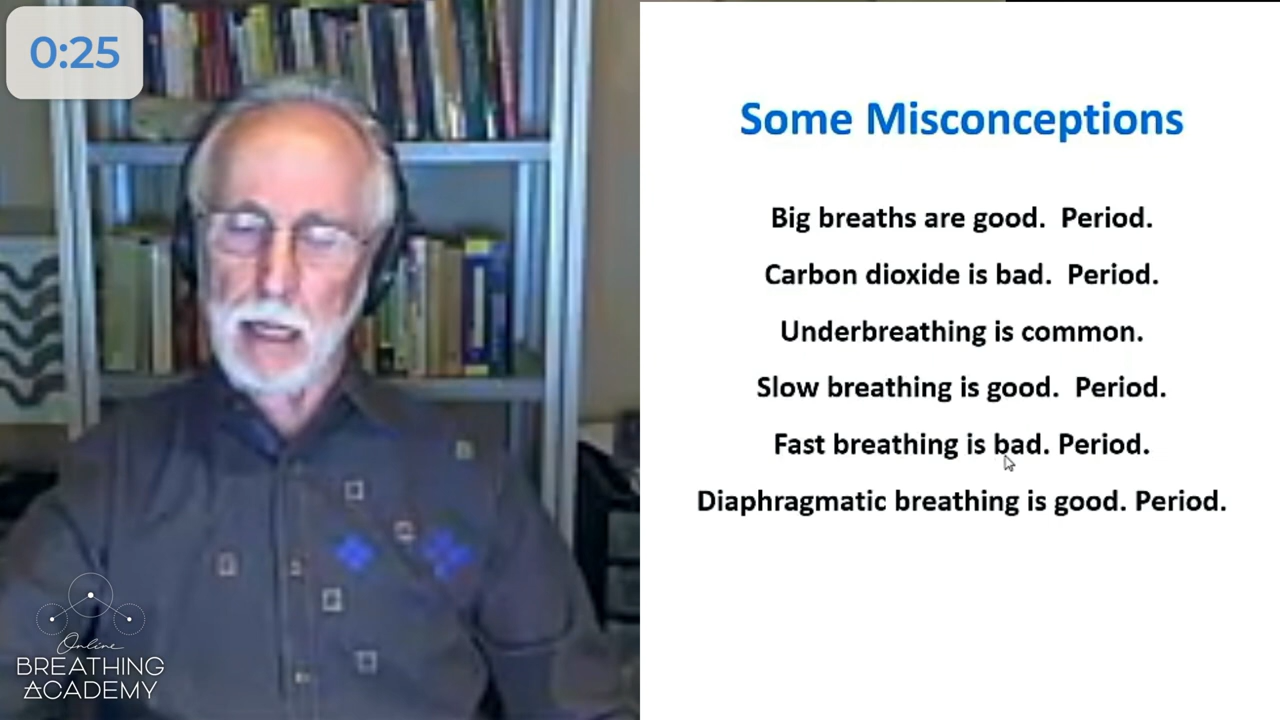 0:25
Some Misconceptions
Big breaths are good. Period.
Carbon dioxide is bad. Period.
Underbreathing is common.
Slow breathing is good. Period.
Fast breathing is bad. Period.
Diaphragmatic breathing is good. Period.
Online
BREATHING
ACADEMY